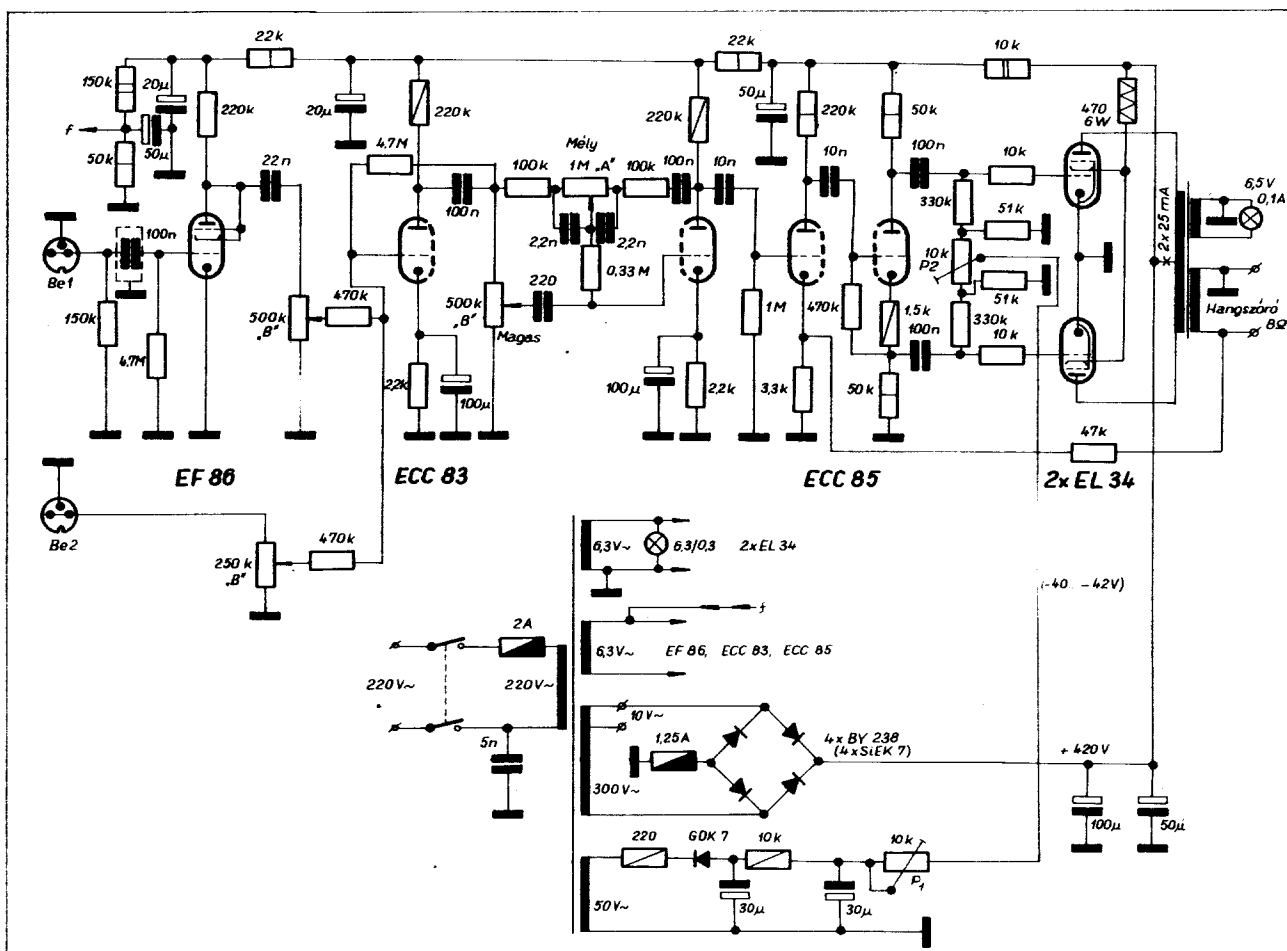 22k
22k
10k
150k
20µ
220k
20µ
220k
220k
50µ
220k
50k
470
6W
f
50µ
50k
22n
4,7M
100k
Mély
1M „A"
100k
100n
10n
10n
100n
10k
330k
51k
6,5V
0,1A
x 2x25mA
100n
100n
2,2n
2,2n
0,33M
10k
P2
51k
Be1
150k
4,7M
500k
„B"
470k
500k
„B"
Magas
220
1M
470k
1,5k
100n
330k
10k
Hangszóró
8Ω
2,2k
100µ
100µ
2,2k
3,3k
50k
47k
EF 86
ECC 83
ECC 85
2x EL 34
Be2
250k
„B"
470k
6,3V~
6,3/0,3
2xEL 34
(-40.. -42V)
f
2A
6,3V~
EF 86, ECC 83, ECC 85
220V~
220V~
10V~
5n
1,25A
4x BY 238
(4xSiEK 7)
+ 420V
300V~
100µ
50µ
220
GDK 7
10k
10k
P1
50V~
30µ
30µ